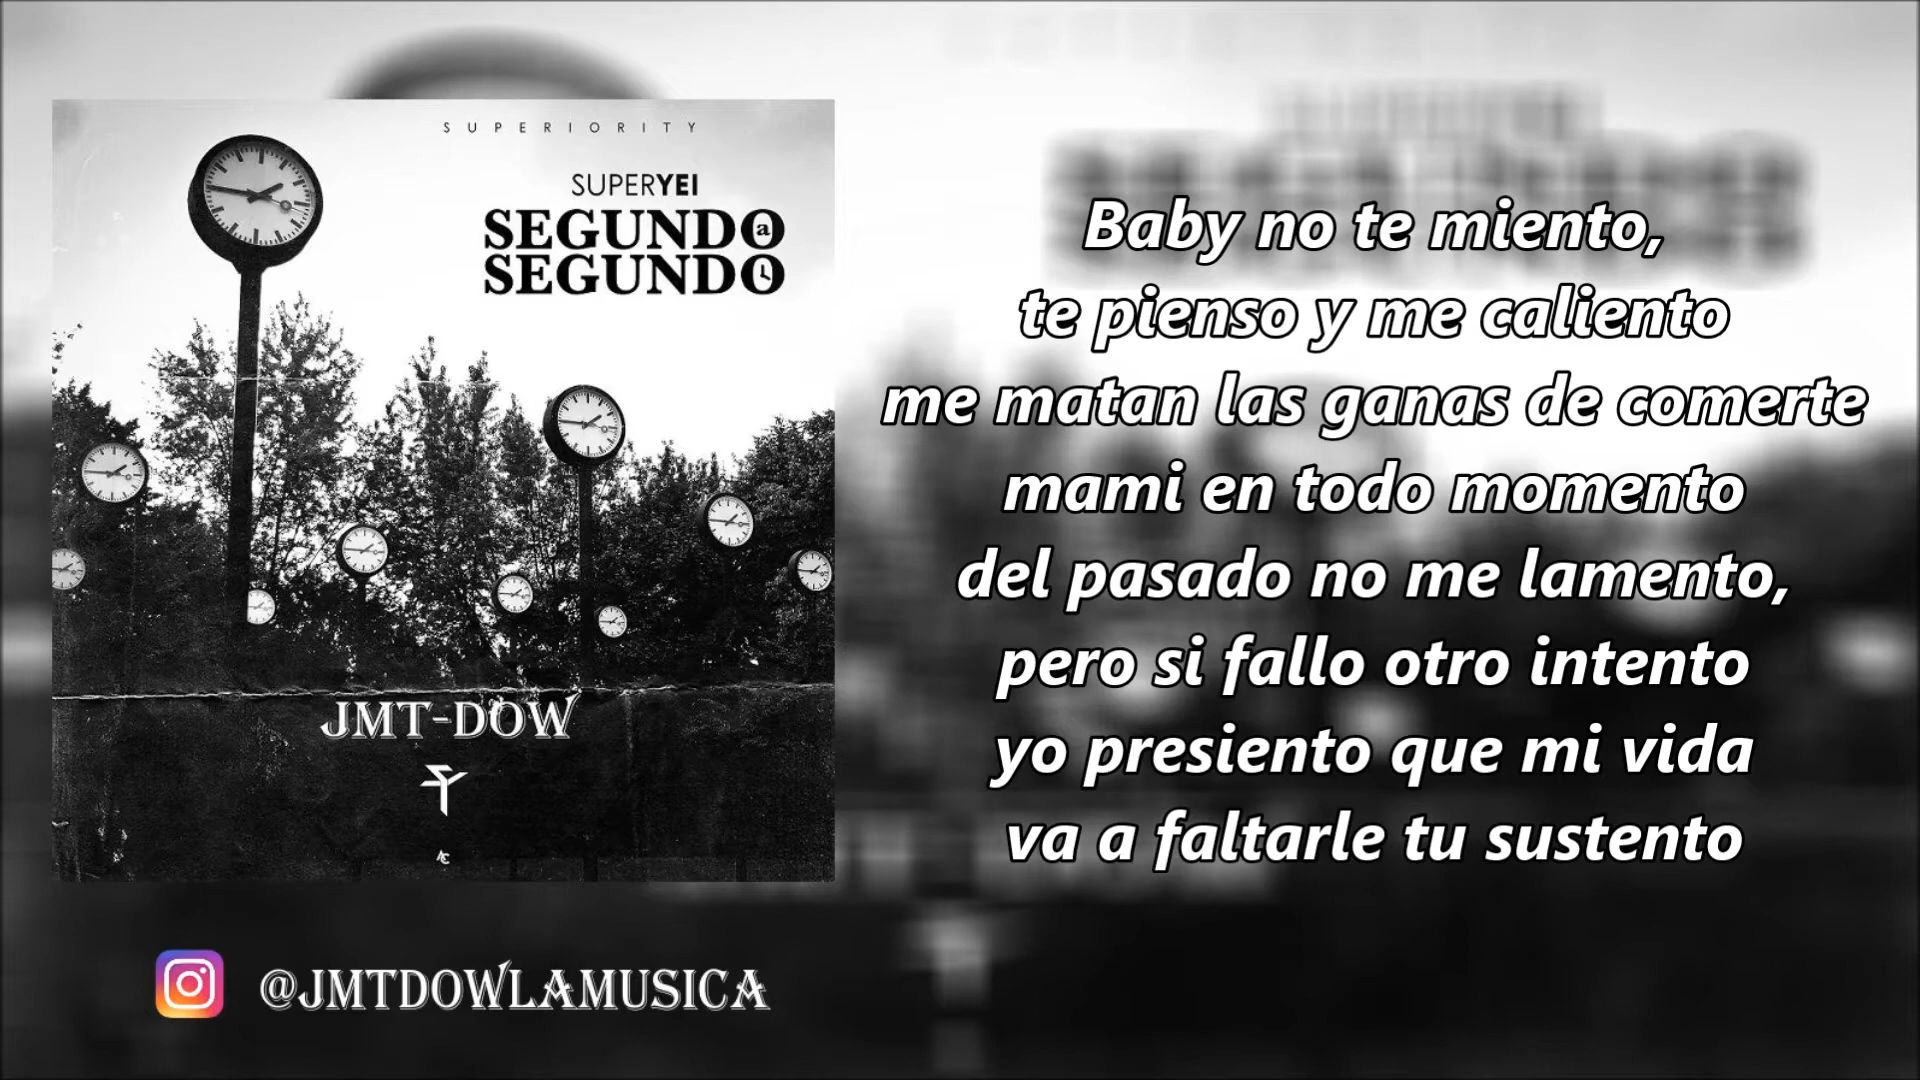 SUPERIORITY
SUPERYEI
SEGUNDO a
SEGUNDO
JMT-DOW
@JMTDOWLAMUSICA
Baby no te miento,
te pienso y me caliento
me matan las ganas de comerte
mami en todo momento
del pasado no me lamento,
pero si fallo otro intento
yo presiento que mi vida
va a faltarle tu sustento